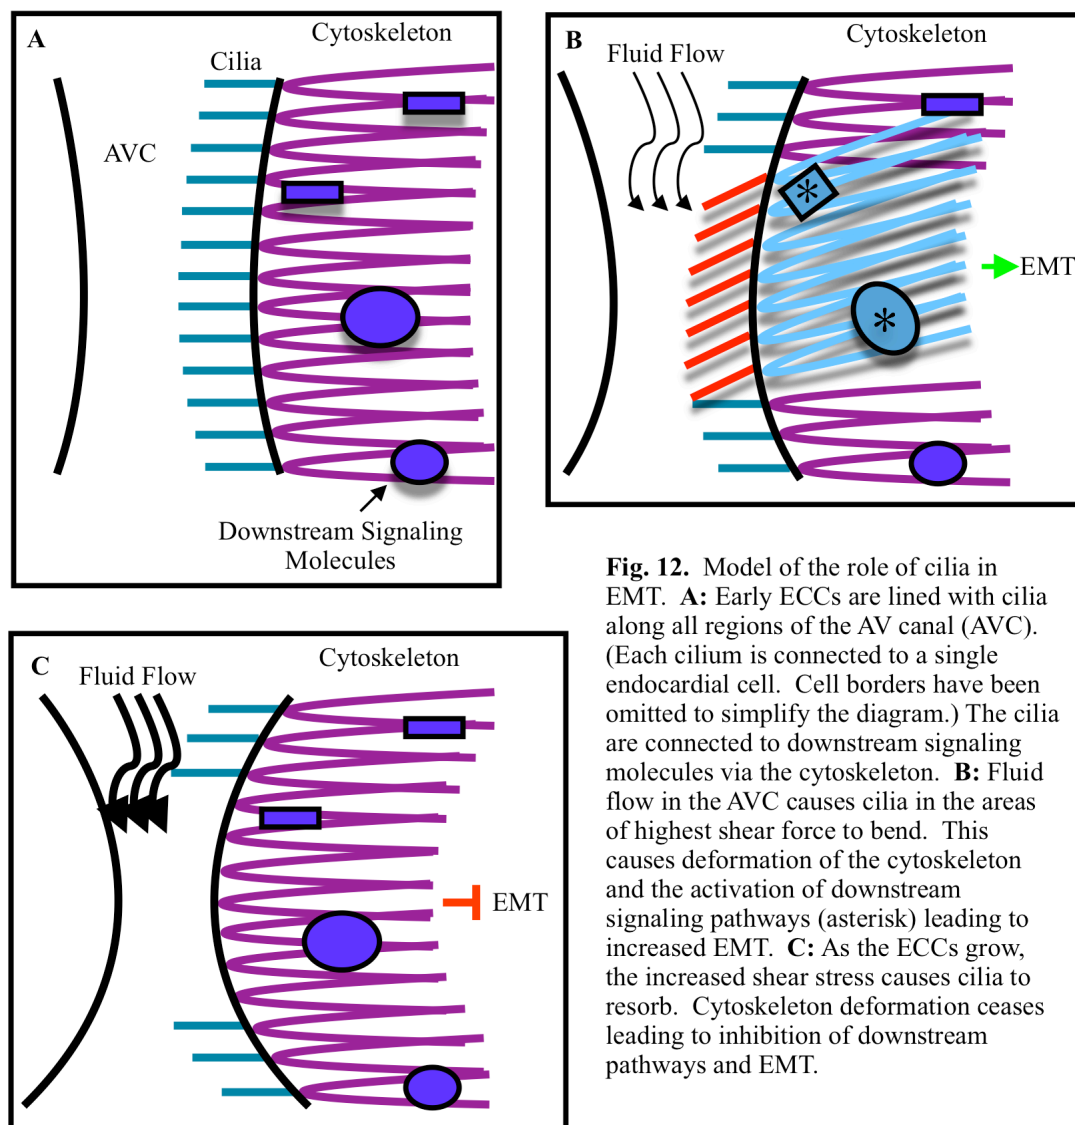 A
Cytoskeleton
Cilia
AVC
Downstream Signaling
Molecules
B
Cytoskeleton
Fluid Flow
*
*
EMT
C
Cytoskeleton
Fluid Flow
EMT
Fig. 12. Model of the role of cilia in
EMT. A: Early ECCs are lined with cilia
along all regions of the AV canal (AVC).
(Each cilium is connected to a single
endocardial cell. Cell borders have been
omitted to simplify the diagram.) The cilia
are connected to downstream signaling
molecules via the cytoskeleton. B: Fluid
flow in the AVC causes cilia in the areas
of highest shear force to bend. This
causes deformation of the cytoskeleton
and the activation of downstream
signaling pathways (asterisk) leading to
increased EMT. C: As the ECCs grow,
the increased shear stress causes cilia to
resorb. Cytoskeleton deformation ceases
leading to inhibition of downstream
pathways and EMT.